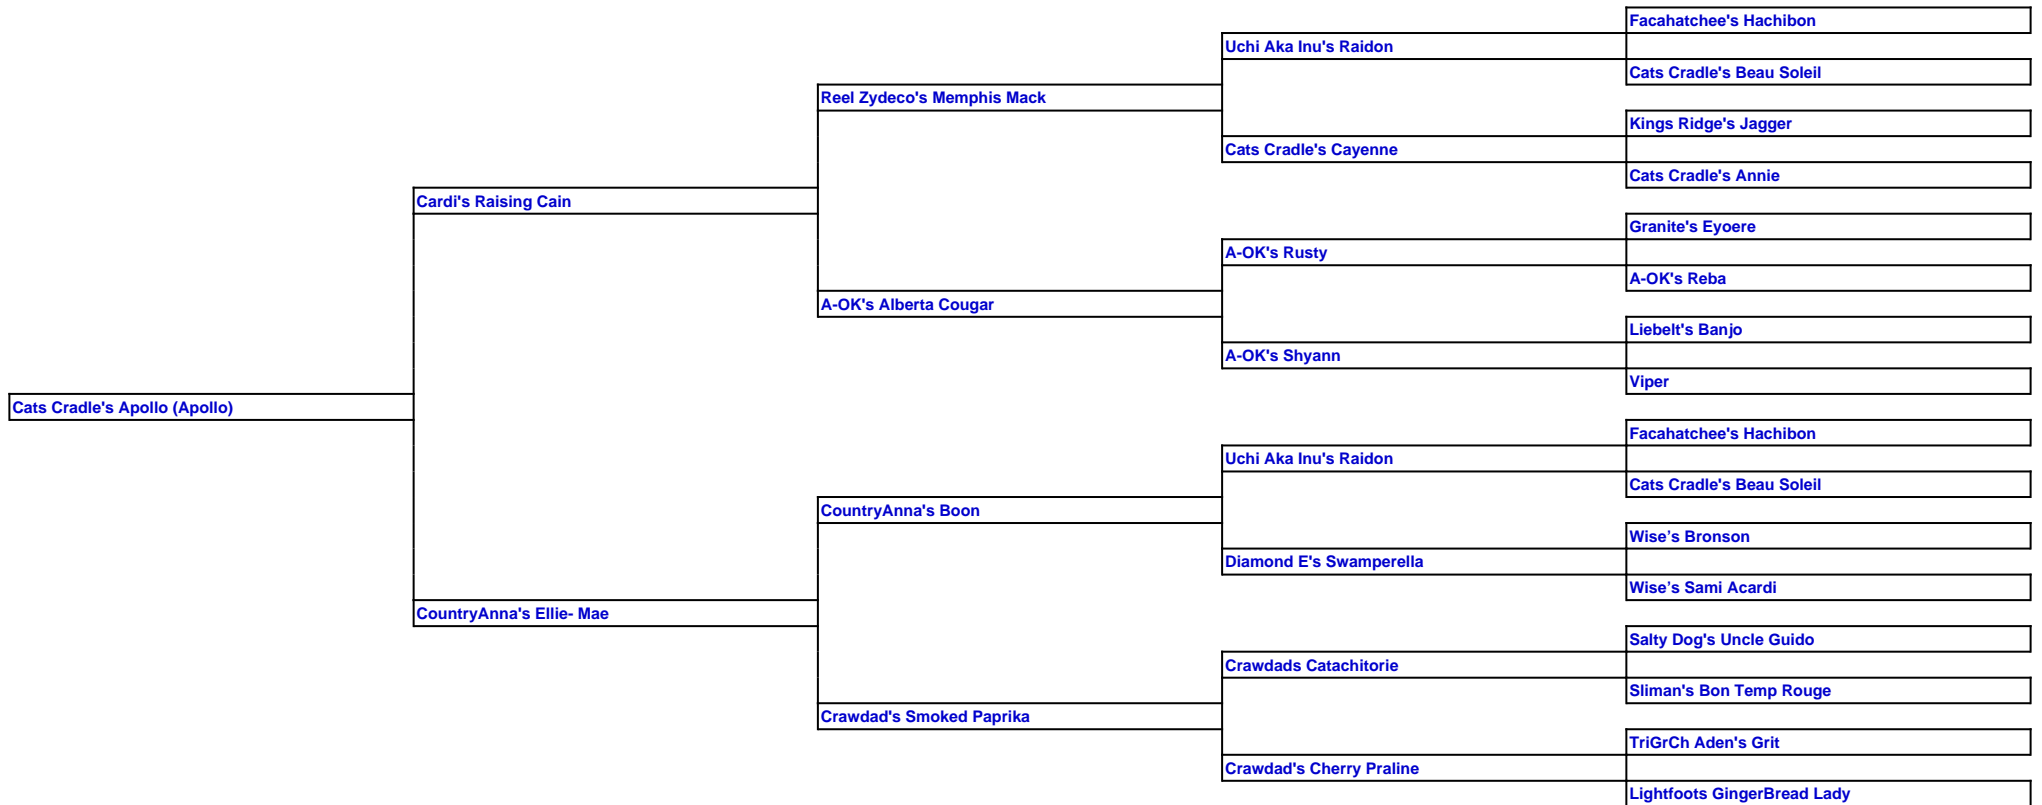 Facahatchee's Hachibon
Uchi Aka Inu's Raidon
Cats Cradle's Beau Soleil
Reel Zydeco's Memphis Mack
Kings Ridge's Jagger
Cats Cradle's Cayenne
Cats Cradle's Annie
Cardi's Raising Cain
Granite's Eyoere
A-OK's Rusty
A-OK's Reba
A-OK's Alberta Cougar
Liebelt's Banjo
A-OK's Shyann
Viper
Cats Cradle's Apollo (Apollo)
Facahatchee's Hachibon
Uchi Aka Inu's Raidon
Cats Cradle's Beau Soleil
CountryAnna's Boon
Wise’s Bronson
Diamond E's Swamperella
Wise’s Sami Acardi
CountryAnna's Ellie- Mae
Salty Dog's Uncle Guido
Crawdads Catachitorie
Sliman's Bon Temp Rouge
Crawdad's Smoked Paprika
TriGrCh Aden's Grit
Crawdad's Cherry Praline
Lightfoots GingerBread Lady